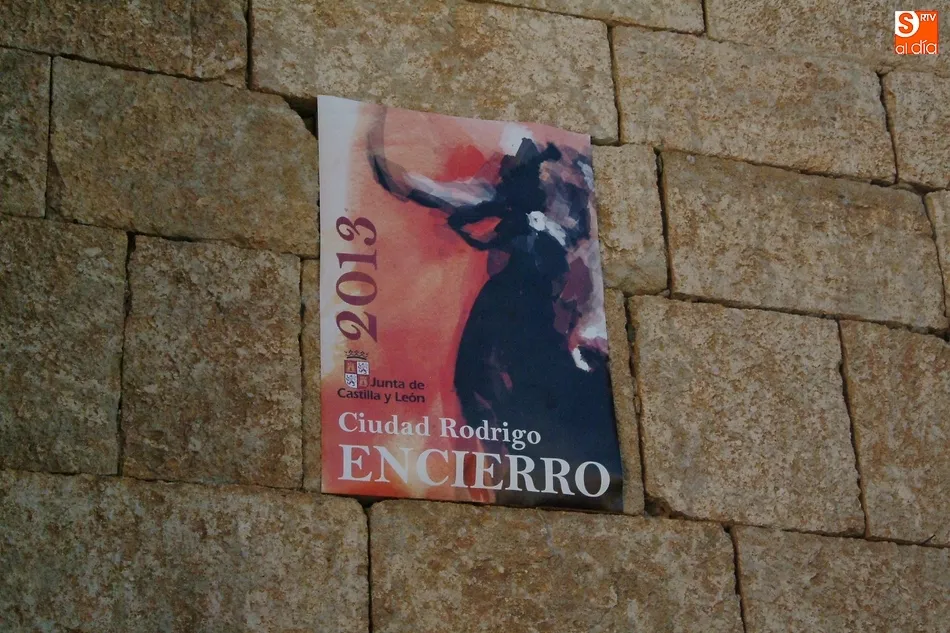 2013
Junta de
Castilla y León
Ciudad Rodrigo
ENCIERRO
S RTV
al día